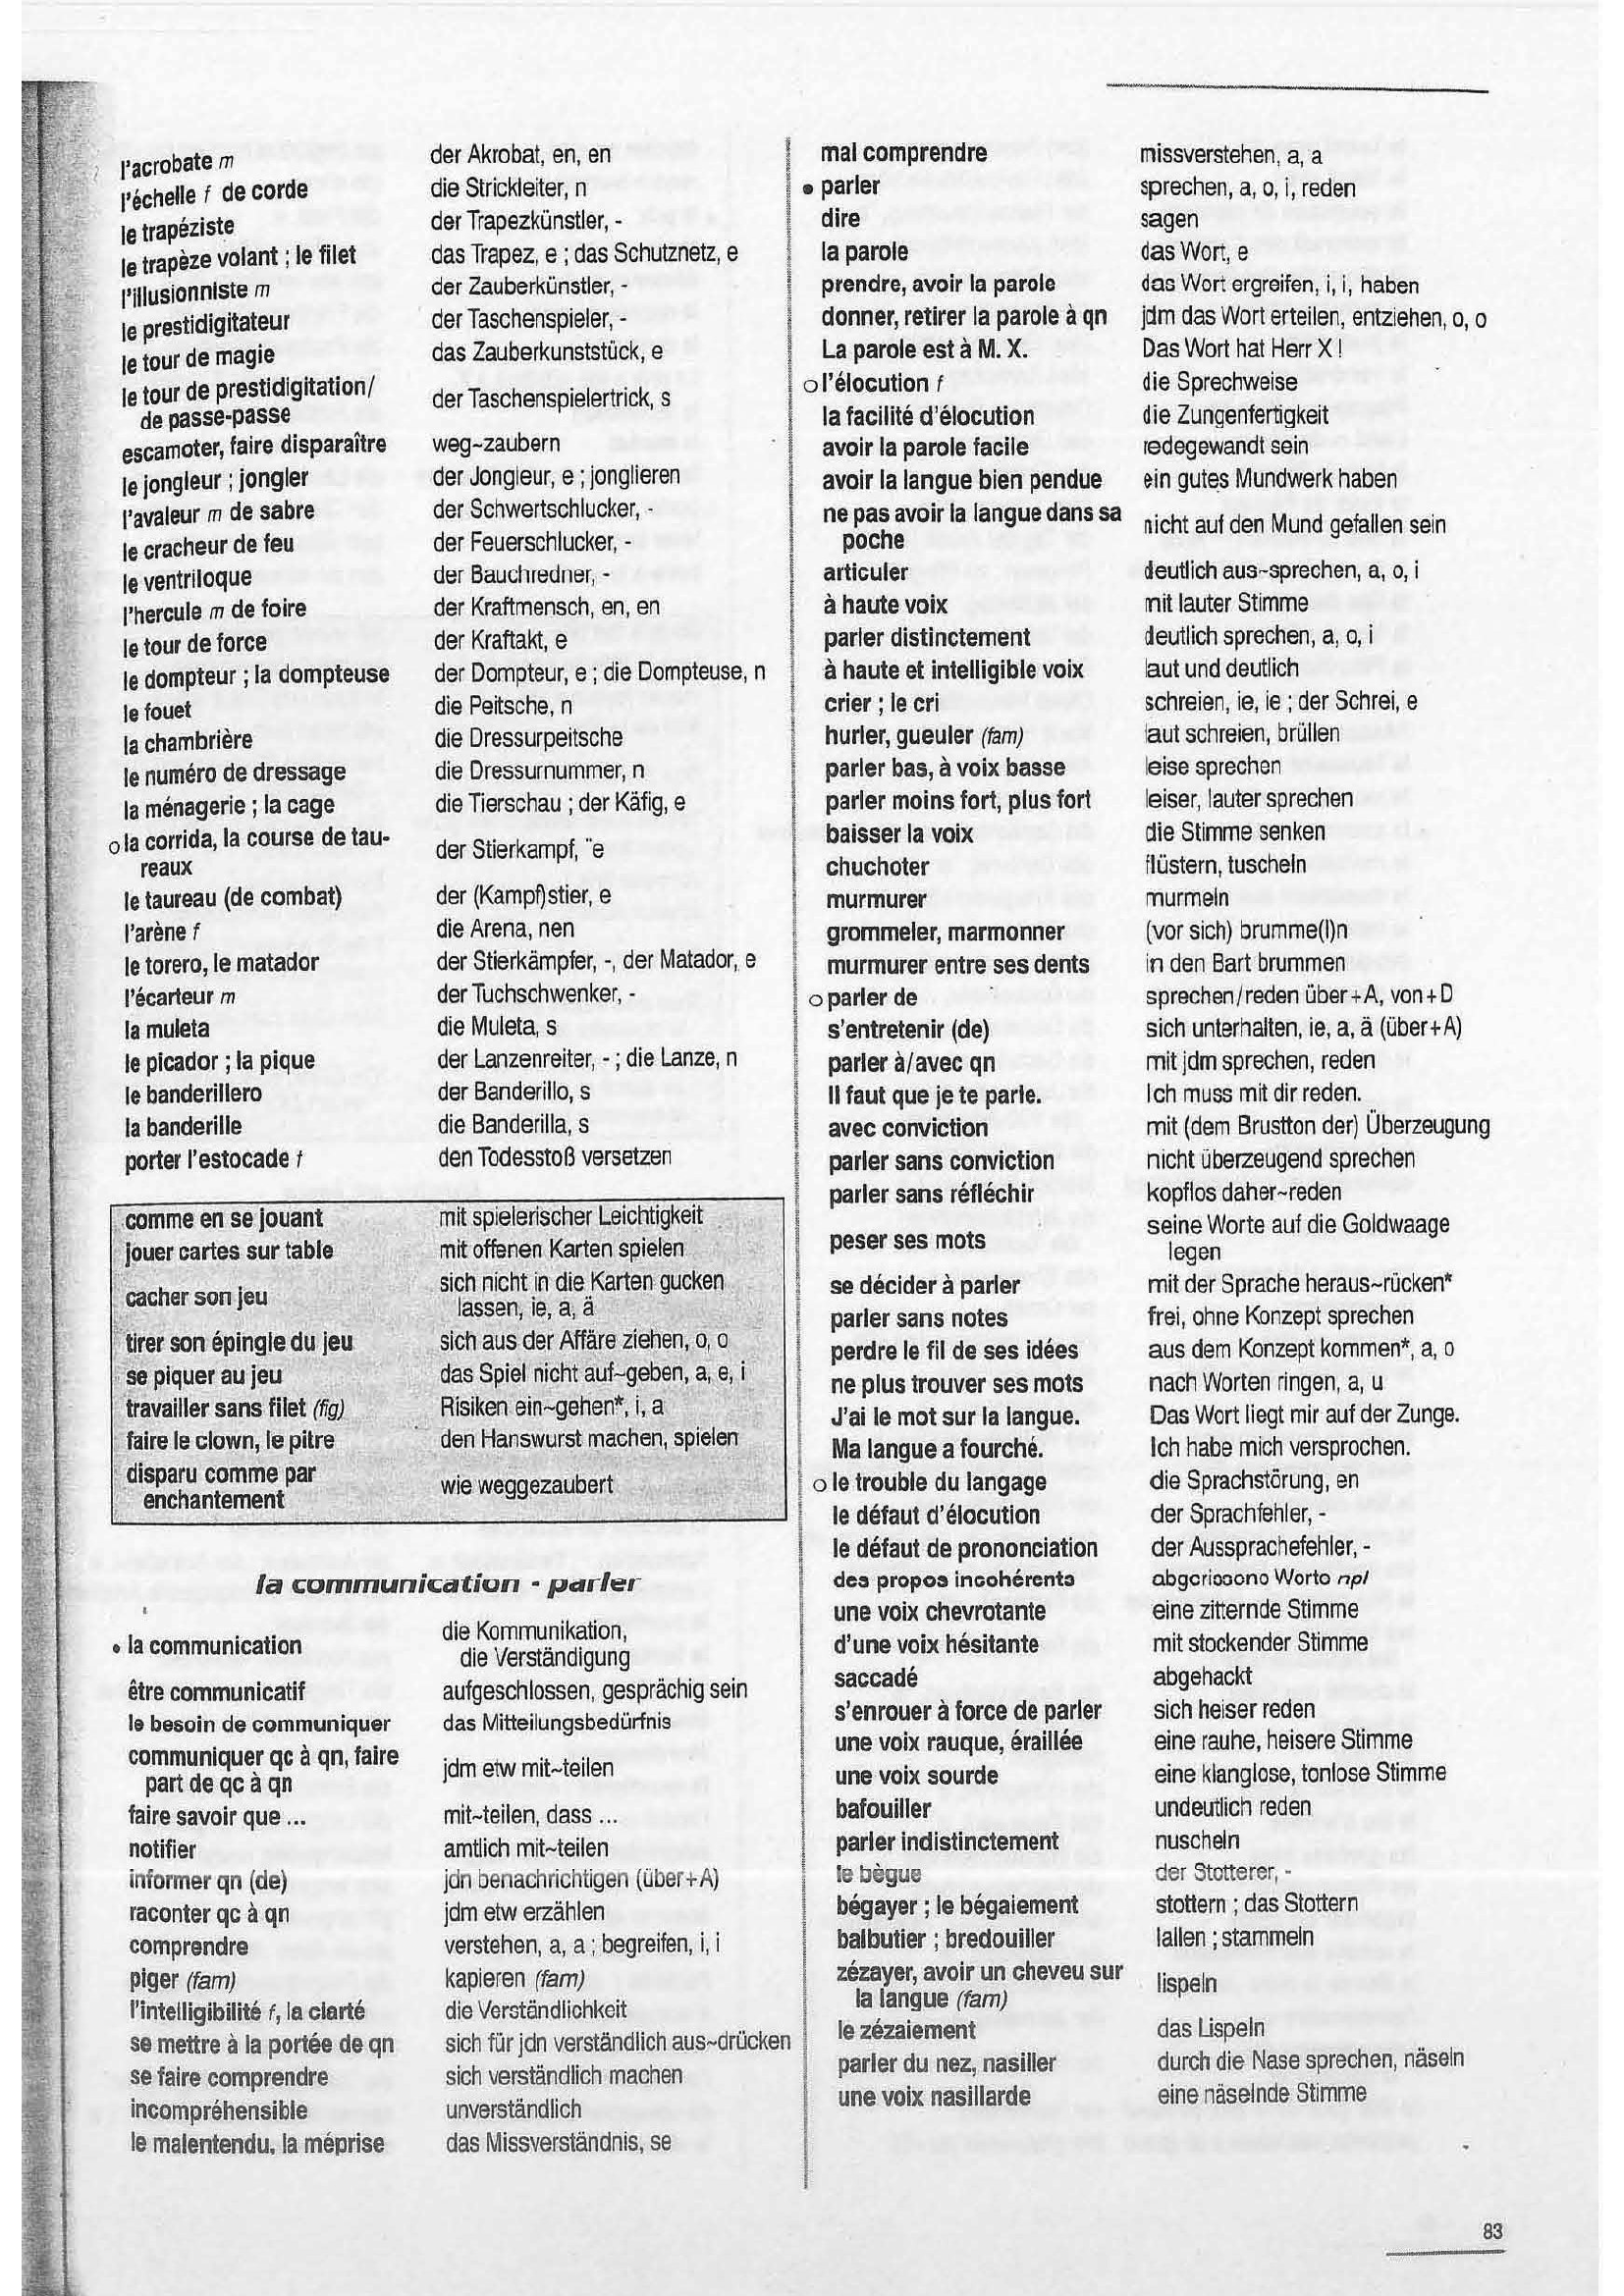 l'acrobate m der Akrobat, en, en
l'échelle f de corde die Strickleiter, n
le trapéziste der Trapezkünstler, -
le trapèze volant ; le filet das Trapez, e ; das Schutznetz, e
l'illusionniste m der Zauberkünstler, -
le prestidigitateur der Taschenspieler, -
le tour de magie das Zauberkunststück, e
le tour de prestidigitation/
de passe-passe der Taschenspielertrick, s
escamoter, faire disparaître weg~zaubern
le jongleur ; jongler der Jongleur, e ; jonglieren
l'avaleur m de sabre der Schwertschlucker, -
le cracheur de feu der Feuerschlucker, -
le ventriloque der Bauchredner, -
l'hercule m de foire der Kraftmensch, en, en
le tour de force der Kraftakt, e
le dompteur ; la dompteuse der Dompteur, e ; die Dompteuse, n
le fouet die Peitsche, n
la chambrière die Dressurpeitsche
le numéro de dressage die Dressurnummer, n
la ménagerie ; la cage die Tierschau ; der Käfig, e
o la corrida, la course de tau-
reaux der Stierkampf, ¨e
le taureau (de combat) der (Kampf)stier, e
l'arène f die Arena, nen
le torero, le matador der Stierkämpfer, -, der Matador, e
l'écarteur m der Tuchschwenker, -
la muleta die Muleta, s
le picador ; la pique der Lanzenreiter, - ; die Lanze, n
le banderillero der Banderillo, s
la banderille die Banderilla, s
porter l'estocade f den Todesstoß versetzen
comme en se jouant mit spielerischer Leichtigkeit
jouer cartes sur table mit offenen Karten spielen
cacher son jeu sich nicht in die Karten gucken
lassen, ie, a, ä
tirer son épingle du jeu sich aus der Affäre ziehen, o, o
se piquer au jeu das Spiel nicht auf~geben, a, e, i
travailler sans filet (fig) Risiken ein~gehen*, i, a
faire le clown, le pitre den Hanswurst machen, spielen
disparu comme par
enchantement wie weggezaubert
la communication - parler
• la communication die Kommunikation,
die Verständigung
être communicatif aufgeschlossen, gesprächig sein
le besoin de communiquer das Mitteilungsbedürfnis
communiquer qc à qn, faire
part de qc à qn jdm etw mit~teilen
faire savoir que ... mit~teilen, dass ...
notifier amtlich mit~teilen
informer qn (de) jdn benachrichtigen (über+A)
raconter qc à qn jdm etw erzählen
comprendre verstehen, a, a ; begreifen, i, i
piger (fam) kapieren (fam)
l'intelligibilité f, la clarté die Verständlichkeit
se mettre à la portée de qn sich für jdn verständlich aus~drücken
se faire comprendre sich verständlich machen
incompréhensible unverständlich
le malentendu, la méprise das Missverständnis, se
mal comprendre missverstehen, a, a
• parler sprechen, a, o, i, reden
dire sagen
la parole das Wort, e
prendre, avoir la parole das Wort ergreifen, i, i, haben
donner, retirer la parole à qn jdm das Wort erteilen, entziehen, o, o
La parole est à M. X. Das Wort hat Herr X !
o l'élocution f die Sprechweise
la facilité d'élocution die Zungenfertigkeit
avoir la parole facile redegewandt sein
avoir la langue bien pendue ein gutes Mundwerk haben
ne pas avoir la langue dans sa
poche nicht auf den Mund gefallen sein
articuler deutlich aus~sprechen, a, o, i
à haute voix mit lauter Stimme
parler distinctement deutlich sprechen, a, o, i
à haute et intelligible voix laut und deutlich
crier ; le cri schreien, ie, ie ; der Schrei, e
hurler, gueuler (fam) laut schreien, brüllen
parler bas, à voix basse leise sprechen
parler moins fort, plus fort leiser, lauter sprechen
baisser la voix die Stimme senken
chuchoter flüstern, tuscheln
murmurer murmeln
grommeler, marmonner (vor sich) brumme(l)n
murmurer entre ses dents in den Bart brummen
o parler de sprechen/reden über+A, von+D
s'entretenir (de) sich unterhalten, ie, a, ä (über+A)
parler à/avec qn mit jdm sprechen, reden
Il faut que je te parle. Ich muss mit dir reden.
avec conviction mit (dem Brustton der) Überzeugung
parler sans conviction nicht überzeugend sprechen
parler sans réfléchir kopflos daher~reden
peser ses mots seine Worte auf die Goldwaage
legen
se décider à parler mit der Sprache heraus~rücken*
parler sans notes frei, ohne Konzept sprechen
perdre le fil de ses idées aus dem Konzept kommen*, a, o
ne plus trouver ses mots nach Worten ringen, a, u
J'ai le mot sur la langue. Das Wort liegt mir auf der Zunge.
Ma langue a fourché. Ich habe mich versprochen.
o le trouble du langage die Sprachstörung, en
le défaut d'élocution der Sprachfehler, -
le défaut de prononciation der Aussprachefehler, -
des propos incohérents abgerissene Worte npl
une voix chevrotante eine zitternde Stimme
d'une voix hésitante mit stockender Stimme
saccadé abgehackt
s'enrouer à force de parler sich heiser reden
une voix rauque, éraillée eine rauhe, heisere Stimme
une voix sourde eine klanglose, tonlose Stimme
bafouiller undeutlich reden
parler indistinctement nuscheln
le bègue der Stotterer, -
bégayer ; le bégaiement stottern ; das Stottern
balbutier ; bredouiller lallen ; stammeln
zézayer, avoir un cheveu sur
la langue (fam) lispeln
le zézaiement das Lispeln
parler du nez, nasiller durch die Nase sprechen, näseln
une voix nasillarde eine näselnde Stimme
83